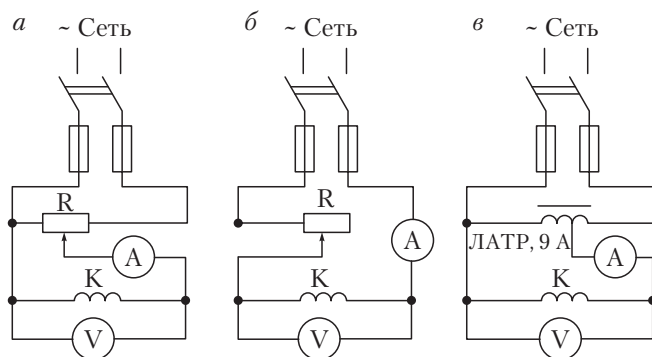 а ~ Сеть б ~ Сеть в ~ Сеть
R R
A A ЛАТР, 9 А A
K K K
V V V